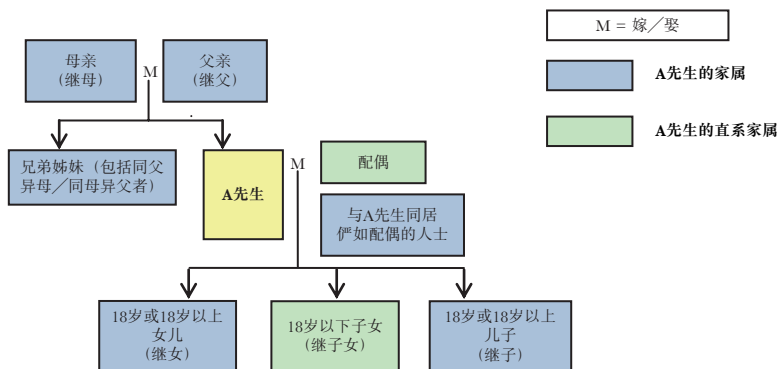 M = 嫁／娶
母亲
（继母）
M
父亲
（继父）
A先生的家属
A先生的直系家属
兄弟姊妹（包括同父
异母／同母异父者）
A先生
M
配偶
与A先生同居
俨如配偶的人士
18岁或18岁以上
女儿
（继女）
18岁以下子女
（继子女）
18岁或18岁以上
儿子
（继子）